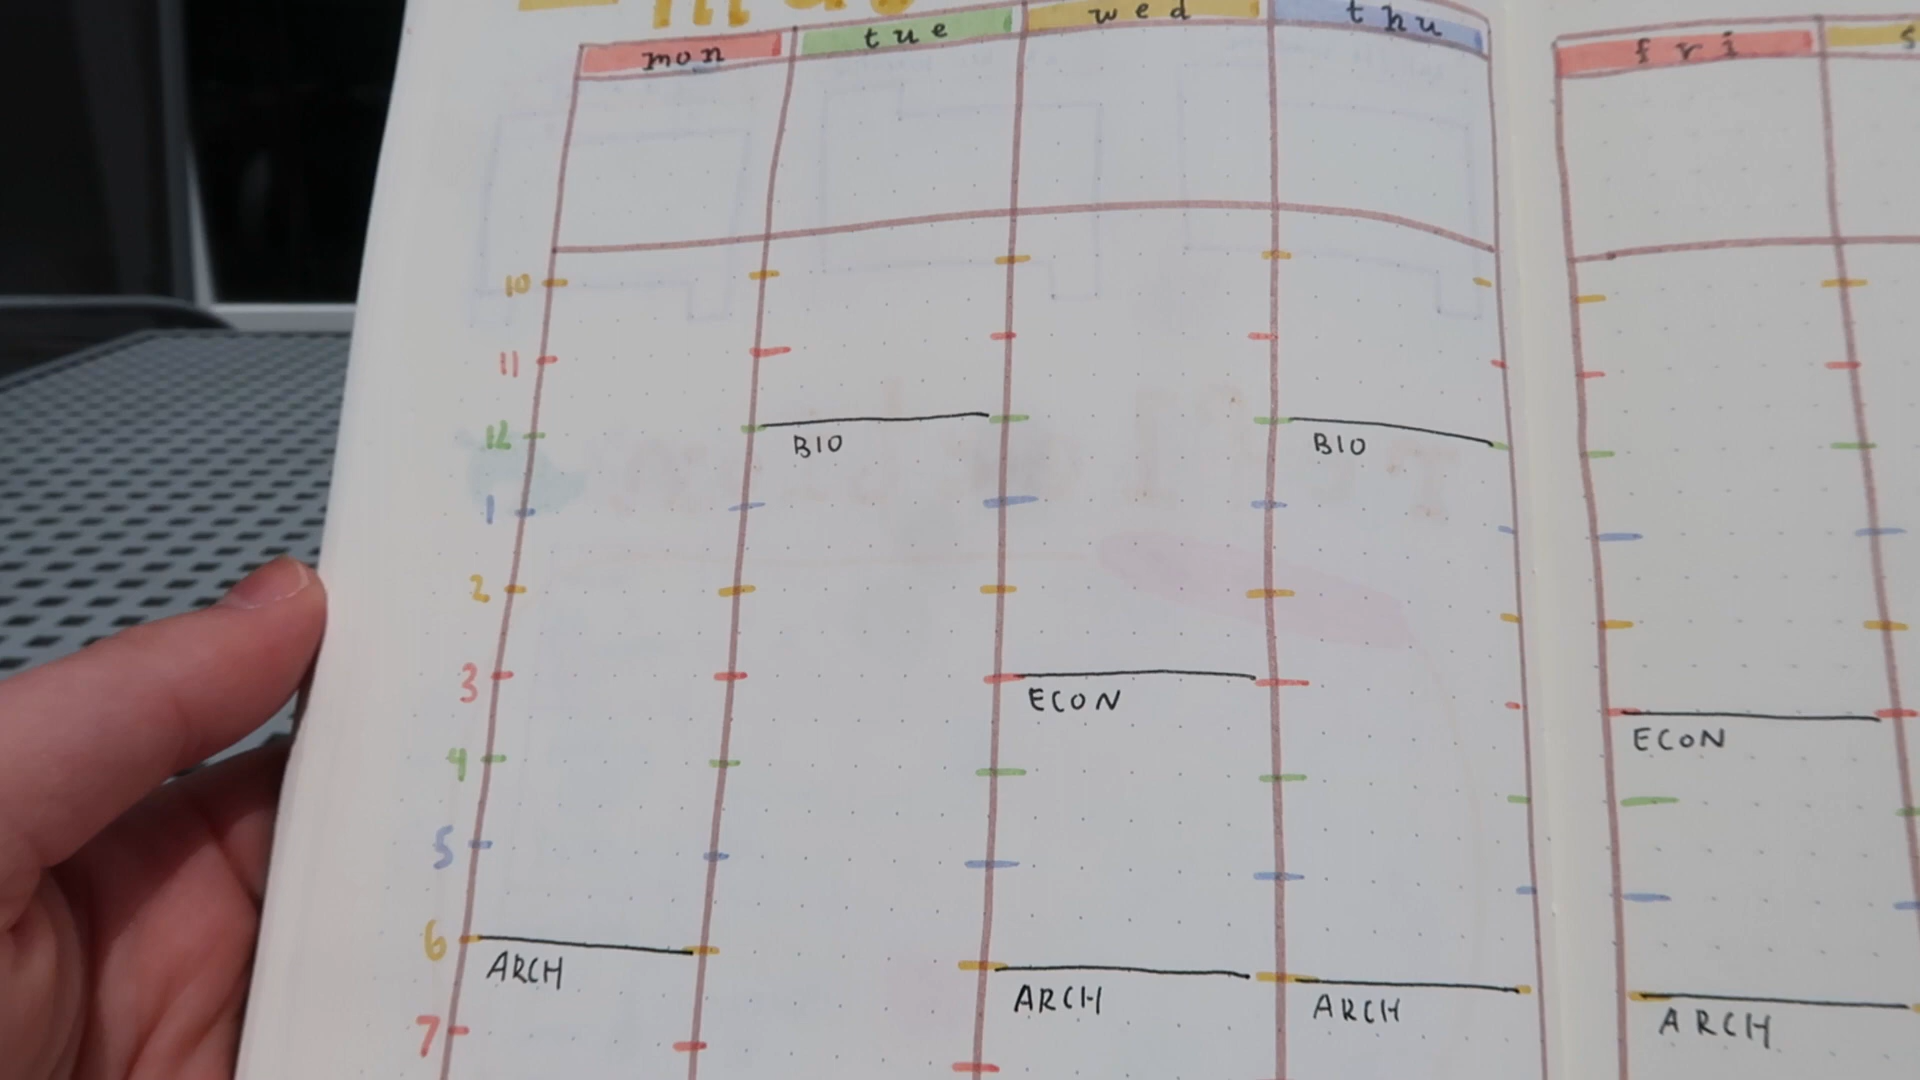 mon tue wed thu fri
10
11
12
BIO BIO
1
2
3
ECON ECON
4
5
6
ARCH ARCH ARCH ARCH
7